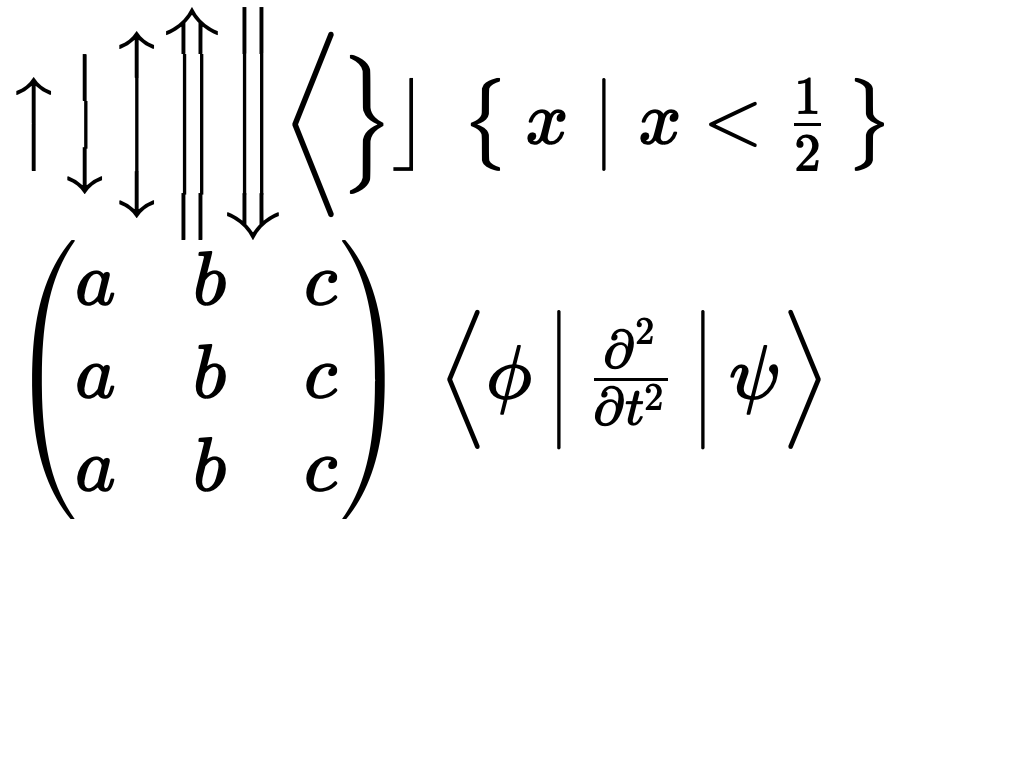 ↑ ↓ ↕ ⇑ ⇓ ⟨ } ⌋ { x | x < 1/2 }
( a b c
a b c
a b c ) ⟨ ϕ | ∂²/∂t² | ψ ⟩